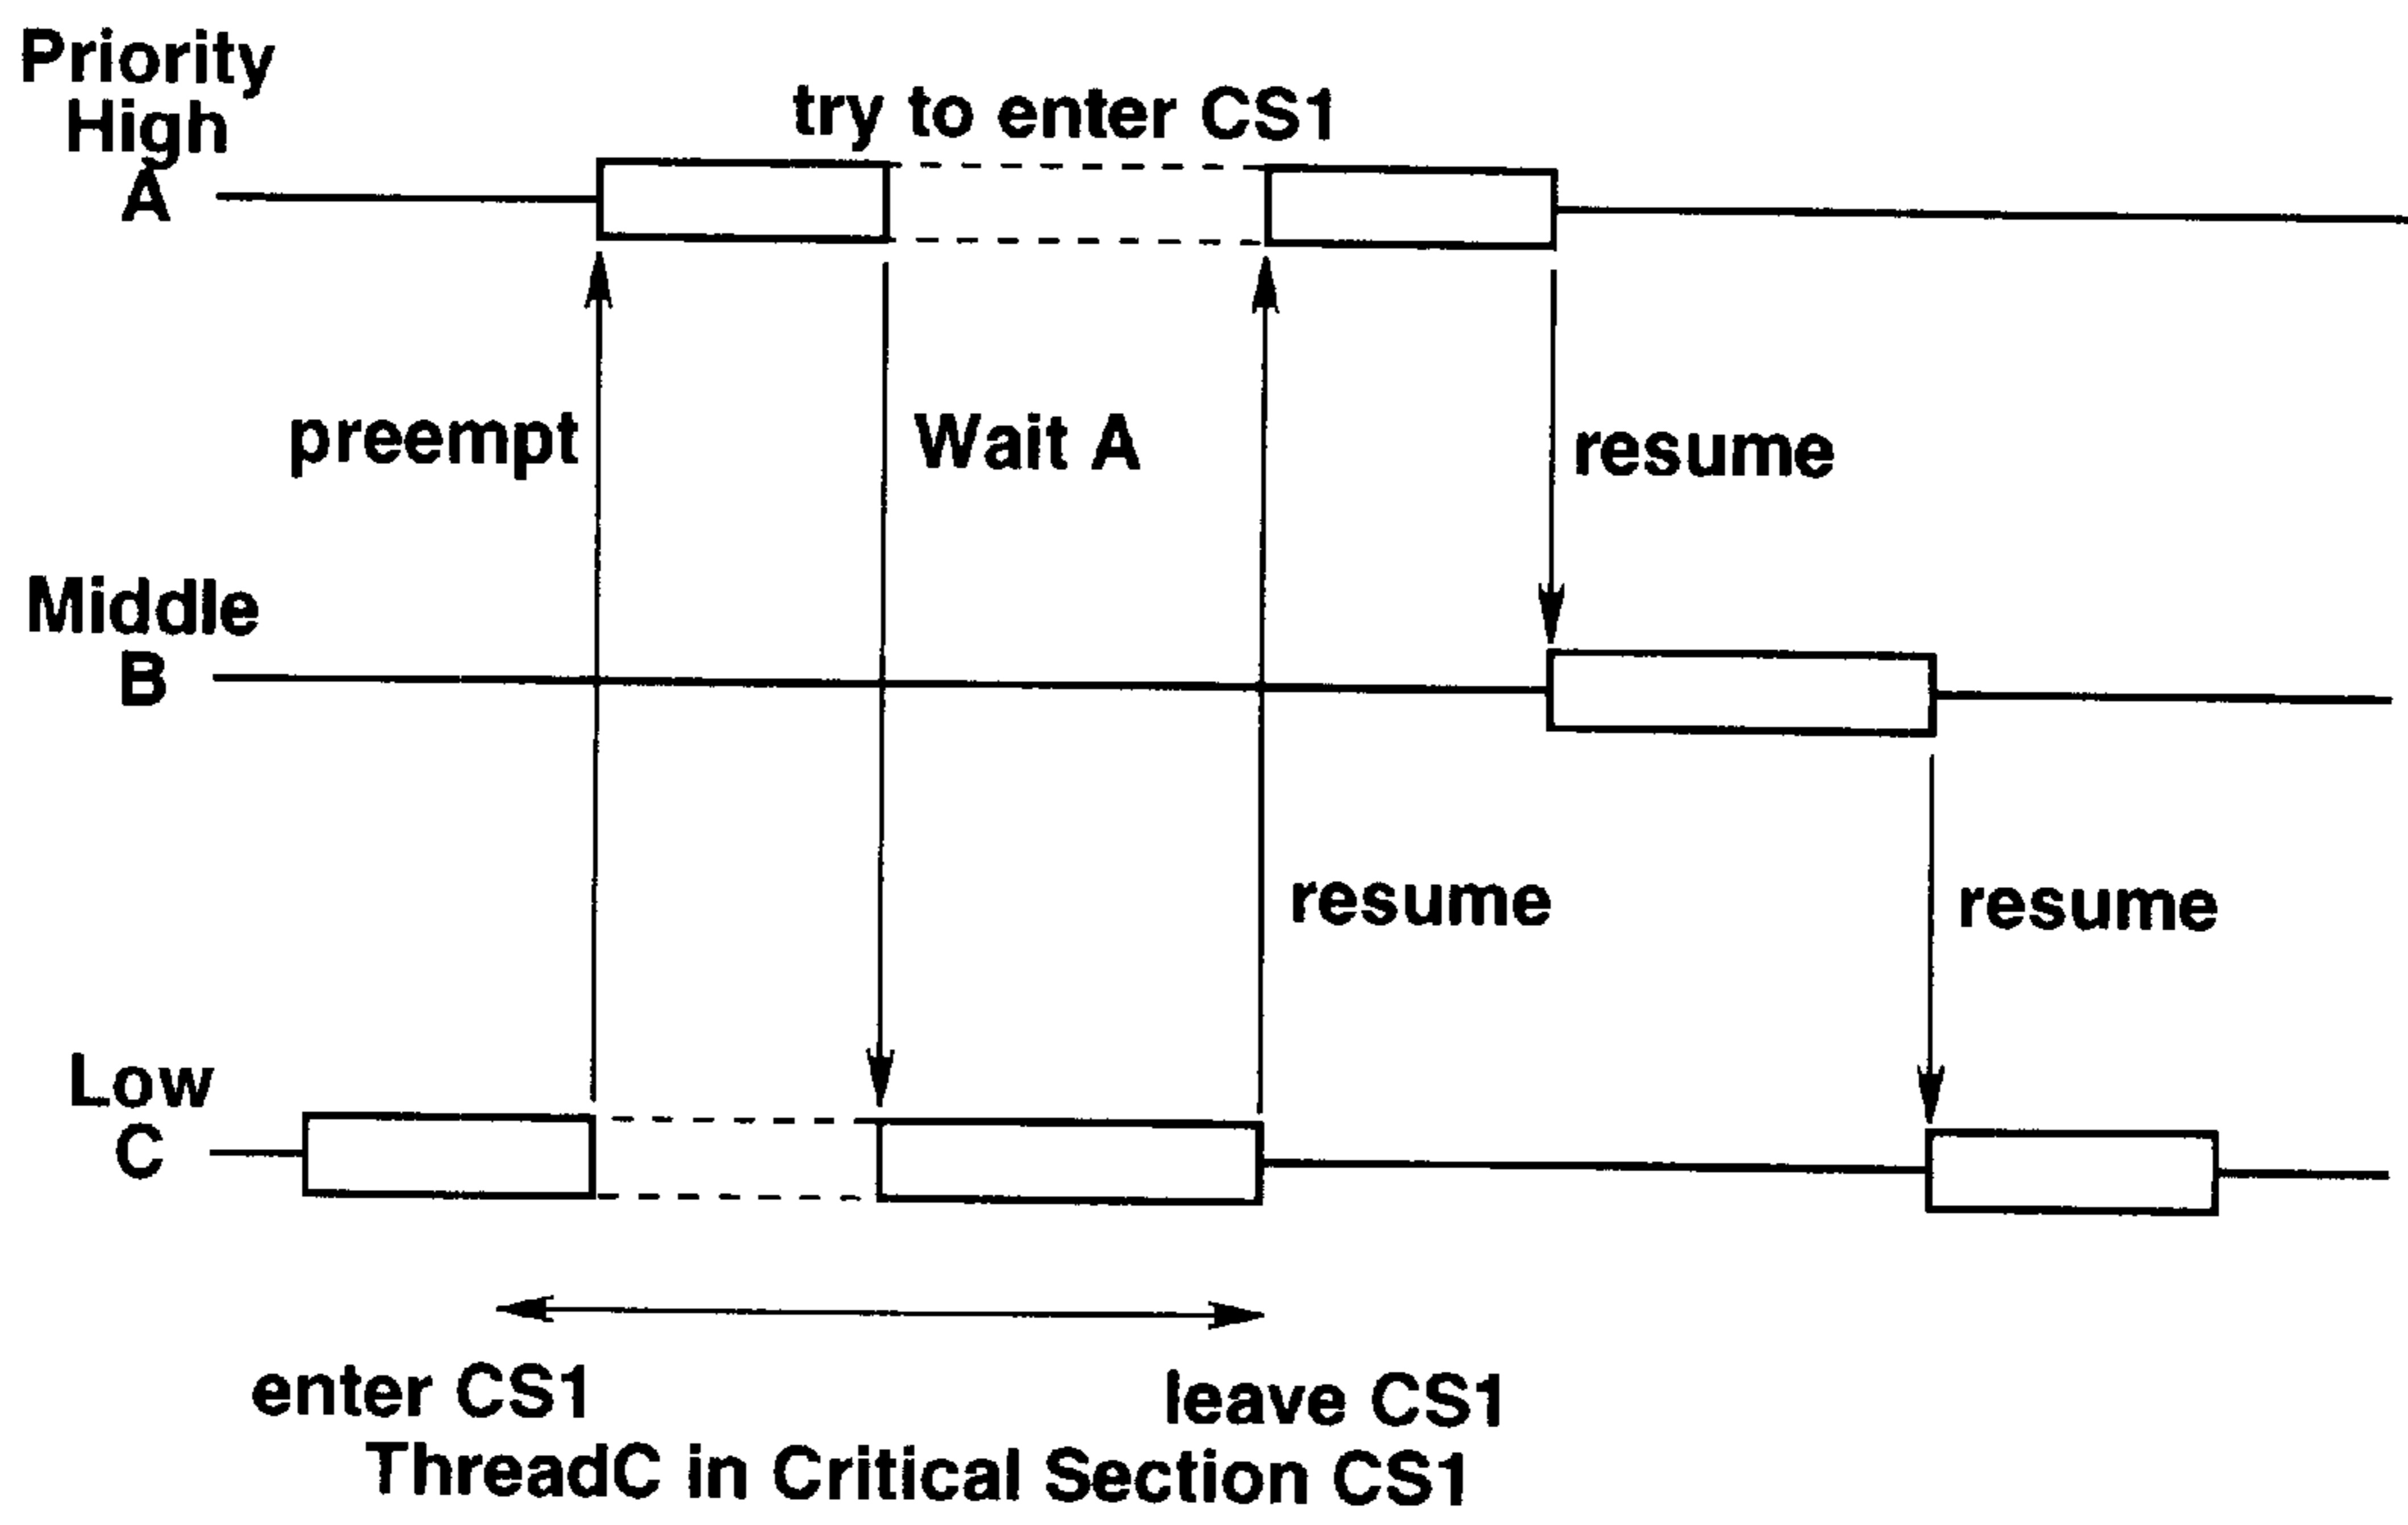 Priority
High
A
try to enter CS1
preempt
Wait A
resume
Middle
B
resume
resume
Low
C
enter CS1
leave CS1
ThreadC in Critical Section CS1